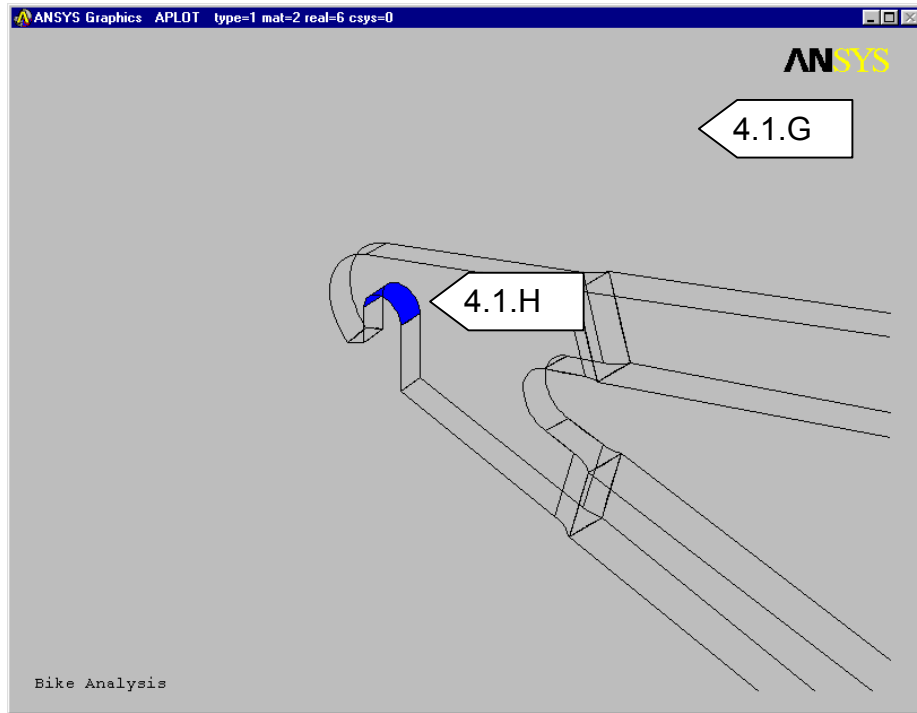 ANSYS Graphics APLOT type=1 mat=2 real=6 csys=0
ANSYS
4.1.G
4.1.H
Bike Analysis